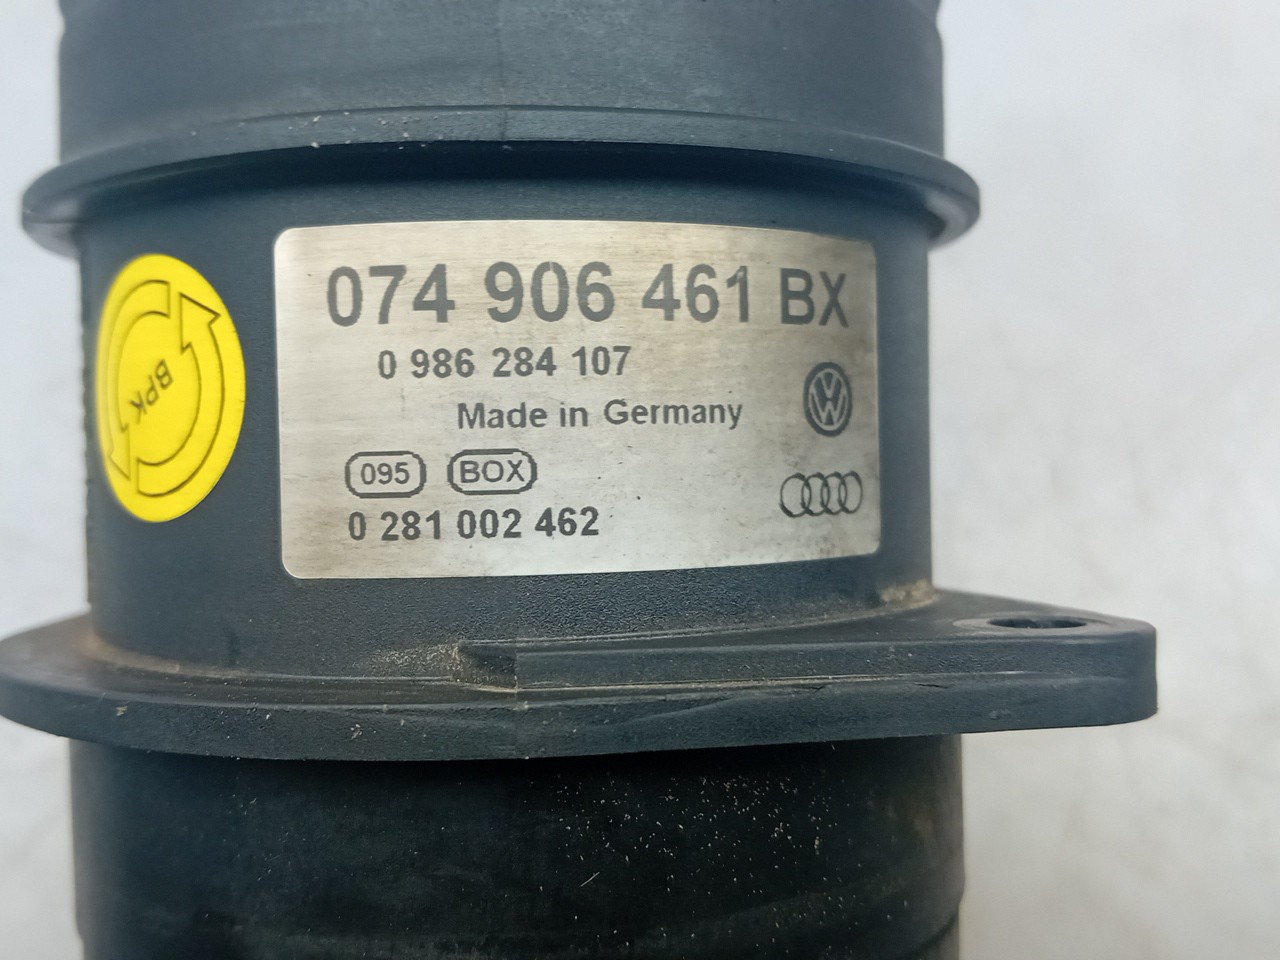 074 906 461 BX
0 986 284 107
Made in Germany
095 BOX
0 281 002 462
BPK